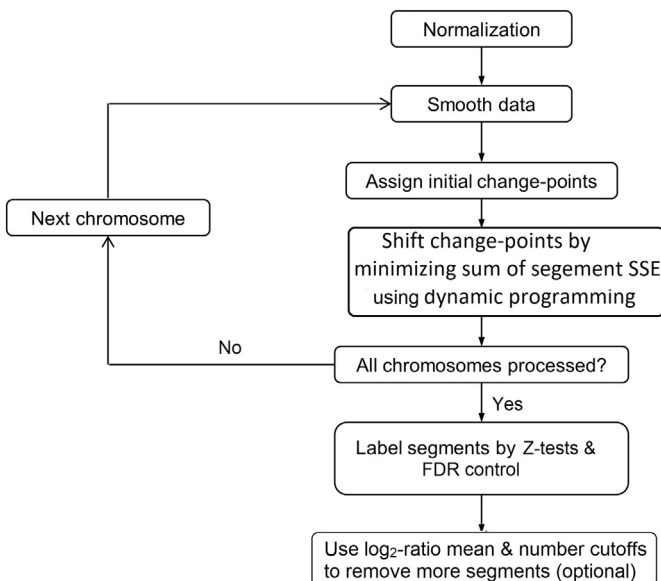 Normalization
Smooth data
Assign initial change-points
Next chromosome
Shift change-points by
minimizing sum of segement SSE
using dynamic programming
No
All chromosomes processed?
Yes
Label segments by Z-tests &
FDR control
Use log₂-ratio mean & number cutoffs
to remove more segments (optional)